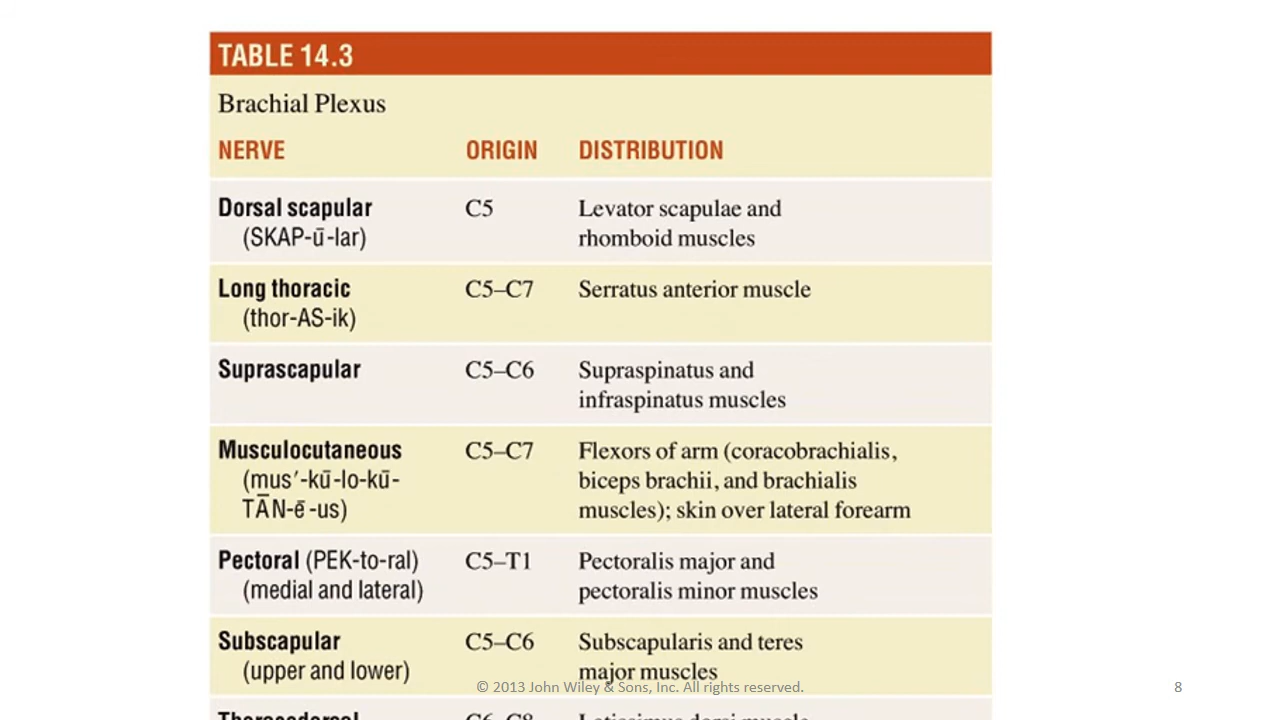 TABLE 14.3
Brachial Plexus
NERVE ORIGIN DISTRIBUTION
Dorsal scapular C5 Levator scapulae and
(SKAP-ū-lar) rhomboid muscles
Long thoracic C5–C7 Serratus anterior muscle
(thor-AS-ik)
Suprascapular C5–C6 Supraspinatus and
infraspinatus muscles
Musculocutaneous C5–C7 Flexors of arm (coracobrachialis,
(mus′-kū-lo-kū- biceps brachii, and brachialis
TĀN-ē-us) muscles); skin over lateral forearm
Pectoral (PEK-to-ral) C5–T1 Pectoralis major and
(medial and lateral) pectoralis minor muscles
Subscapular C5–C6 Subscapularis and teres
(upper and lower) major muscles
© 2013 John Wiley & Sons, Inc. All rights reserved. 8